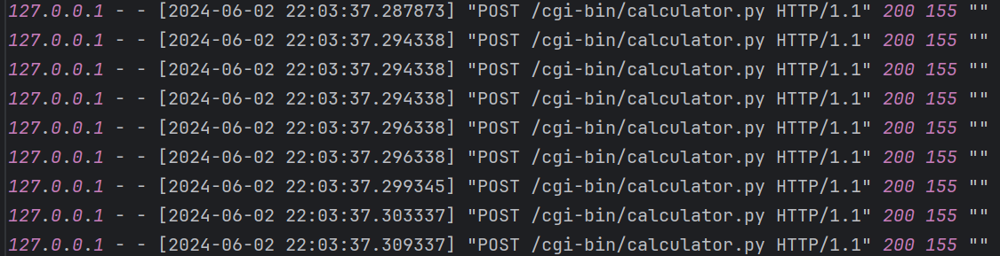 127.0.0.1 - - [2024-06-02 22:03:37.287873] "POST /cgi-bin/calculator.py HTTP/1.1" 200 155 ""
127.0.0.1 - - [2024-06-02 22:03:37.294338] "POST /cgi-bin/calculator.py HTTP/1.1" 200 155 ""
127.0.0.1 - - [2024-06-02 22:03:37.294338] "POST /cgi-bin/calculator.py HTTP/1.1" 200 155 ""
127.0.0.1 - - [2024-06-02 22:03:37.294338] "POST /cgi-bin/calculator.py HTTP/1.1" 200 155 ""
127.0.0.1 - - [2024-06-02 22:03:37.296338] "POST /cgi-bin/calculator.py HTTP/1.1" 200 155 ""
127.0.0.1 - - [2024-06-02 22:03:37.296338] "POST /cgi-bin/calculator.py HTTP/1.1" 200 155 ""
127.0.0.1 - - [2024-06-02 22:03:37.299345] "POST /cgi-bin/calculator.py HTTP/1.1" 200 155 ""
127.0.0.1 - - [2024-06-02 22:03:37.303337] "POST /cgi-bin/calculator.py HTTP/1.1" 200 155 ""
127.0.0.1 - - [2024-06-02 22:03:37.309337] "POST /cgi-bin/calculator.py HTTP/1.1" 200 155 ""